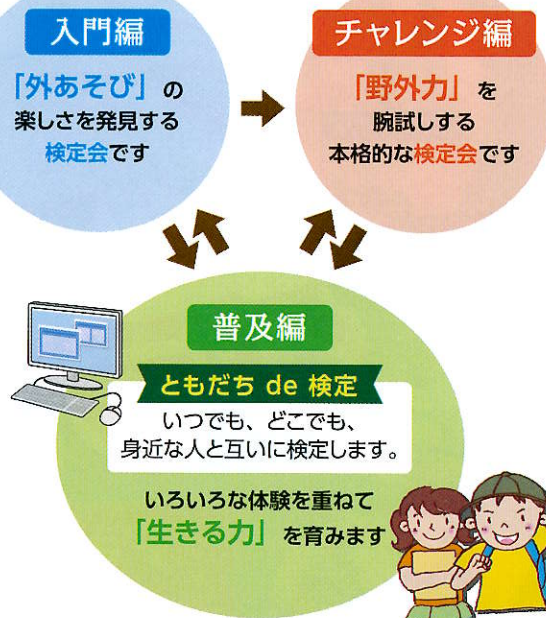 入門編
「外あそび」の
楽しさを発見する
検定会です
チャレンジ編
「野外力」を
腕試しする
本格的な検定会です
普及編
ともだち de 検定
いつでも、どこでも、
身近な人と互いに検定します。
いろいろな体験を重ねて
「生きる力」を育みます